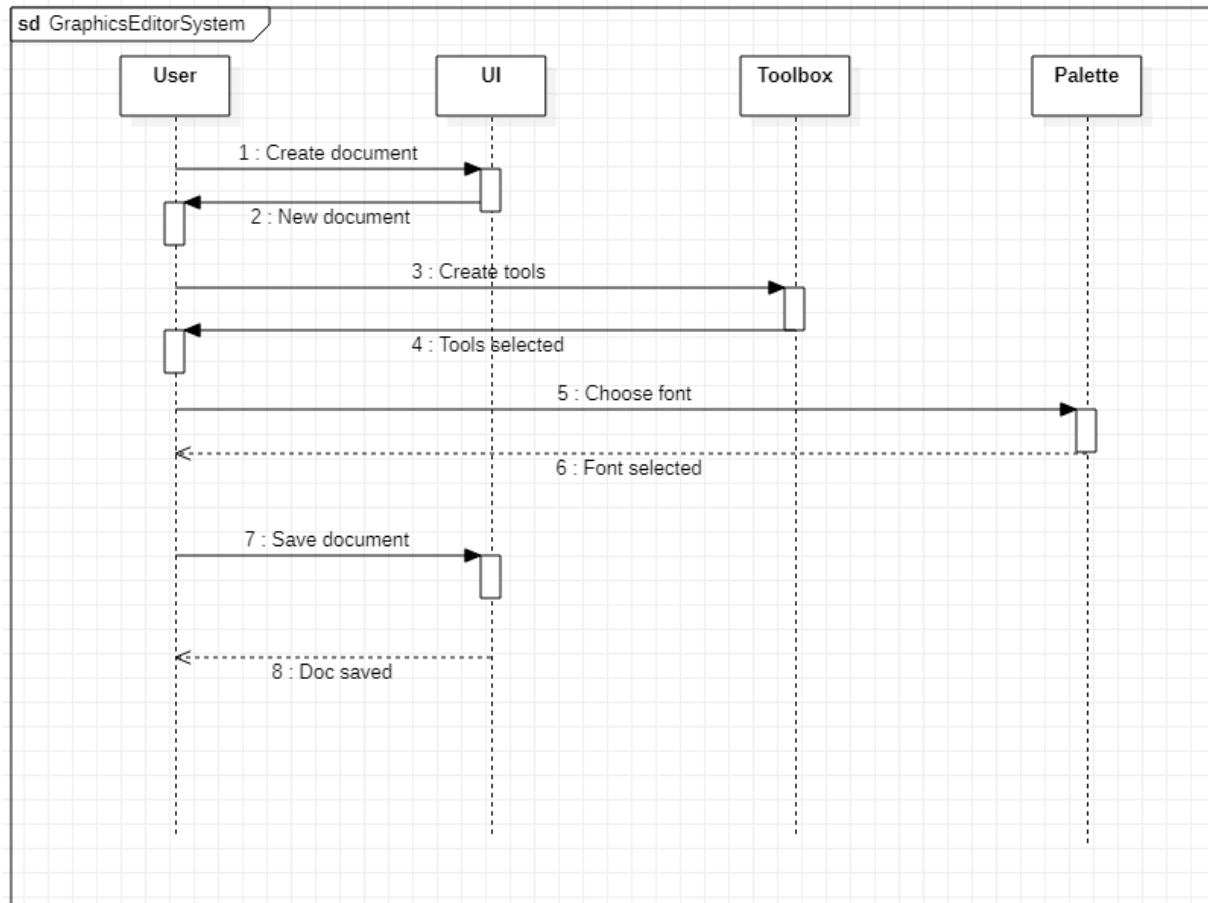 sd GraphicsEditorSystem
User
UI
Toolbox
Palette
1 : Create document
2 : New document
3 : Create tools
4 : Tools selected
5 : Choose font
6 : Font selected
7 : Save document
8 : Doc saved